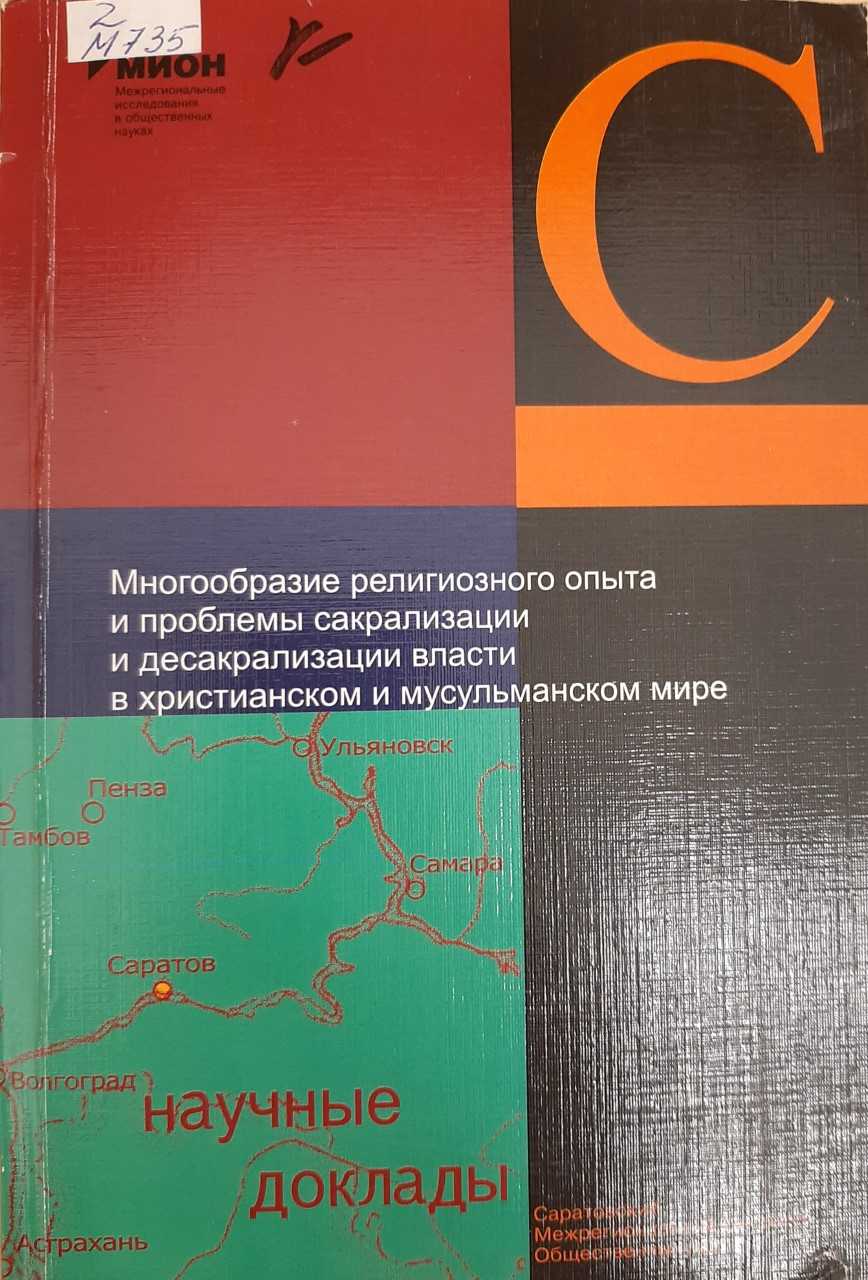 2
М735
МИОН
Межрегиональные
исследования
в общественных
науках
С
Многообразие религиозного опыта
и проблемы сакрализации
и десакрализации власти
в христианском и мусульманском мире
Ульяновск
Пенза
Тамбов
Самара
Саратов
Волгоград
научные
доклады
Астрахань
Саратовский